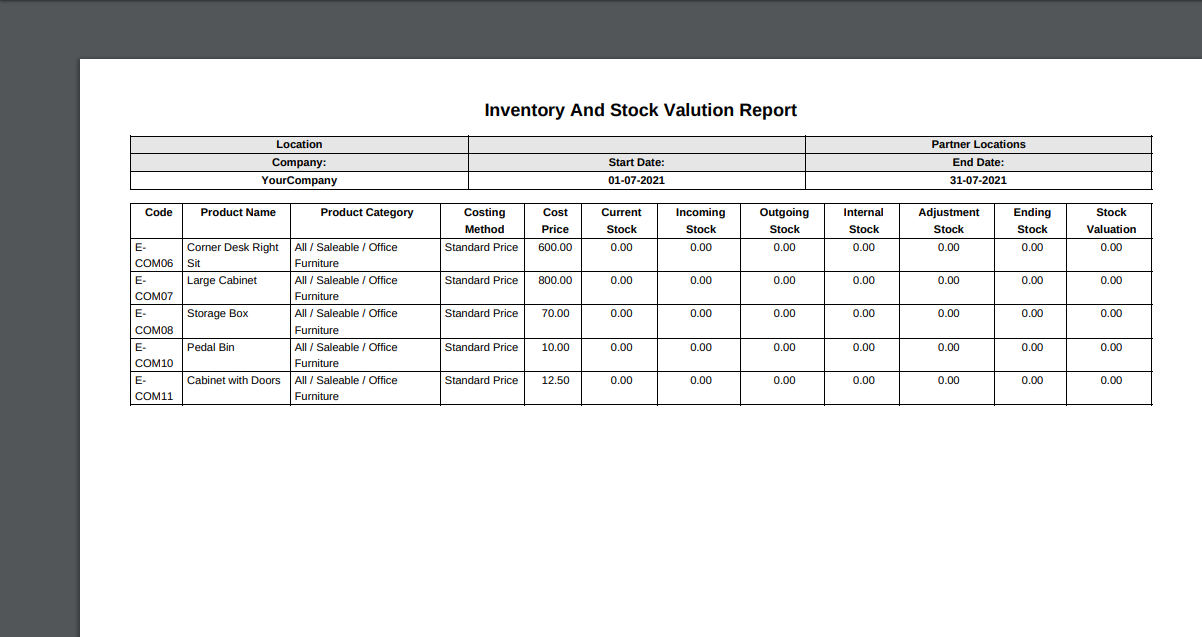 Inventory And Stock Valution Report
Location Partner Locations
Company: Start Date: End Date:
YourCompany 01-07-2021 31-07-2021
Code Product Name Product Category Costing Cost Current Incoming Outgoing Internal Adjustment Ending Stock
Method Price Stock Stock Stock Stock Stock Stock Valuation
E- Corner Desk Right All / Saleable / Office Standard Price 600.00 0.00 0.00 0.00 0.00 0.00 0.00 0.00
COM06 Sit Furniture
E- Large Cabinet All / Saleable / Office Standard Price 800.00 0.00 0.00 0.00 0.00 0.00 0.00 0.00
COM07 Furniture
E- Storage Box All / Saleable / Office Standard Price 70.00 0.00 0.00 0.00 0.00 0.00 0.00 0.00
COM08 Furniture
E- Pedal Bin All / Saleable / Office Standard Price 10.00 0.00 0.00 0.00 0.00 0.00 0.00 0.00
COM10 Furniture
E- Cabinet with Doors All / Saleable / Office Standard Price 12.50 0.00 0.00 0.00 0.00 0.00 0.00 0.00
COM11 Furniture